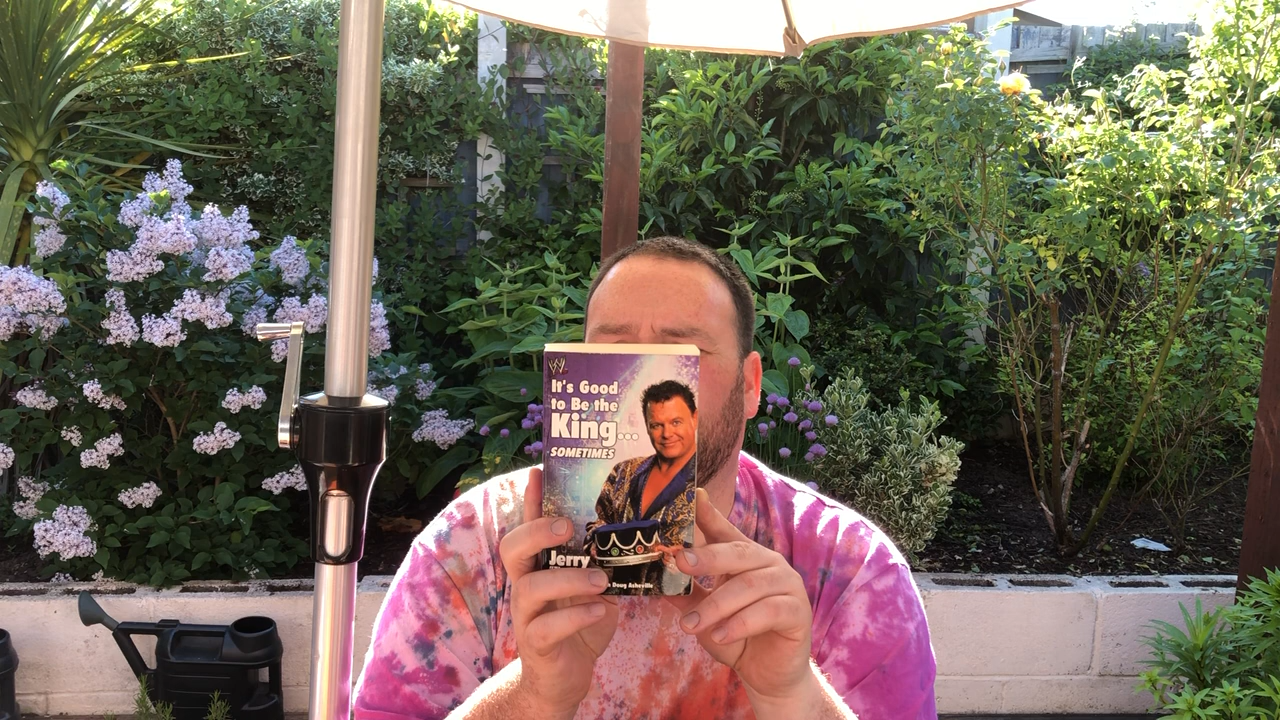 W
It's Good
to Be the
King...
SOMETIMES
Jerry
Doug Asheville